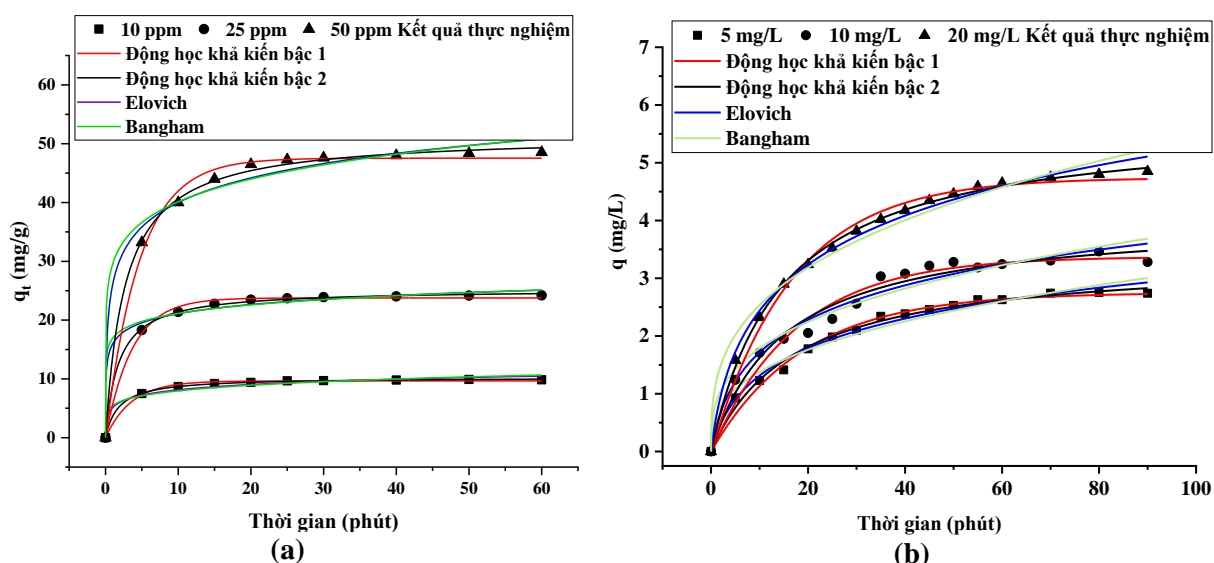 10 ppm 25 ppm 50 ppm Kết quả thực nghiệm
Động học khả kiến bậc 1
Động học khả kiến bậc 2
Elovich
Bangham
q_t (mg/g)
60
50
40
30
20
10
0
0 10 20 30 40 50 60
Thời gian (phút)
(a)
5 mg/L 10 mg/L 20 mg/L Kết quả thực nghiệm
Động học khả kiến bậc 1
Động học khả kiến bậc 2
Elovich
Bangham
q (mg/L)
7
6
5
4
3
2
1
0
0 20 40 60 80 100
Thời gian (phút)
(b)